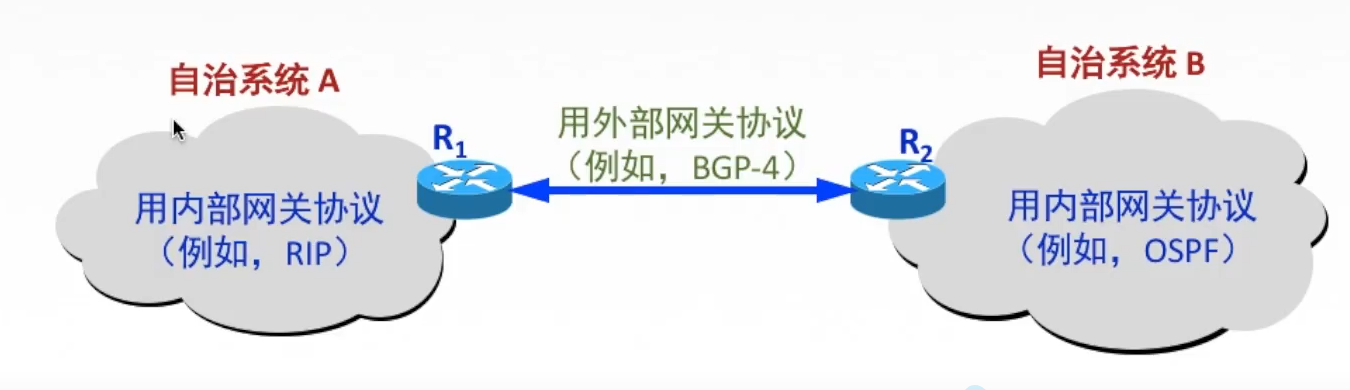 自治系统 A
自治系统 B
R1
用外部网关协议
（例如，BGP-4）
R2
用内部网关协议
（例如，RIP）
用内部网关协议
（例如，OSPF）